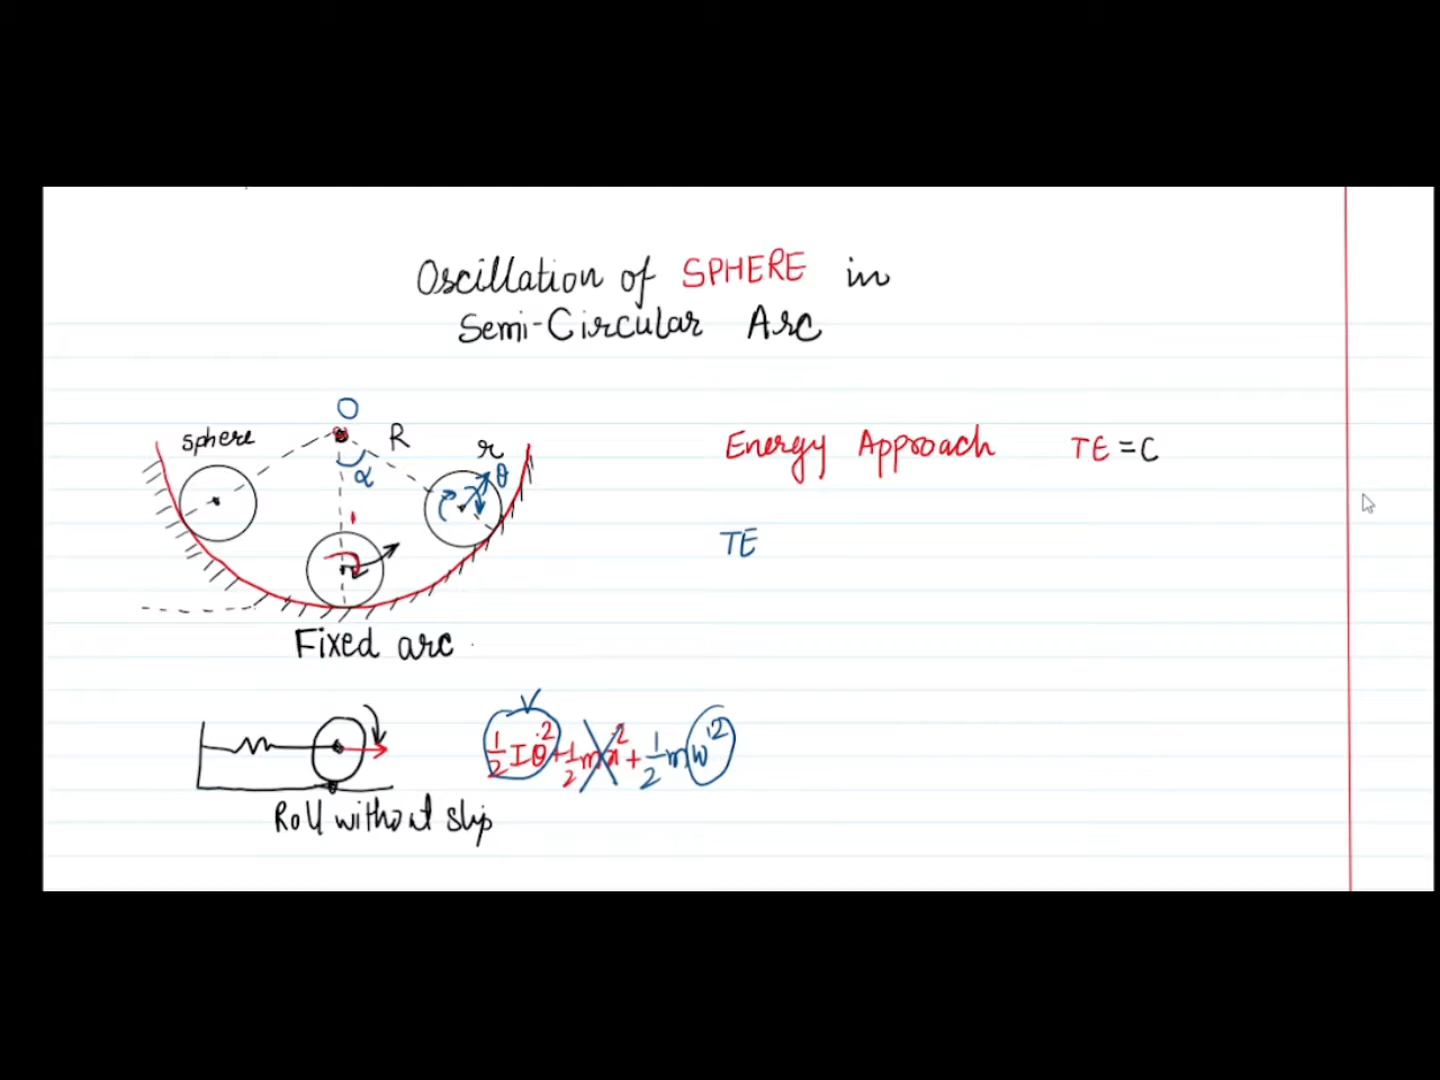 Oscillation of SPHERE in
Semi-Circular Arc
O
sphere
R
r
α
θ
Energy Approach TE = C
TE
Fixed arc
Roll without slip